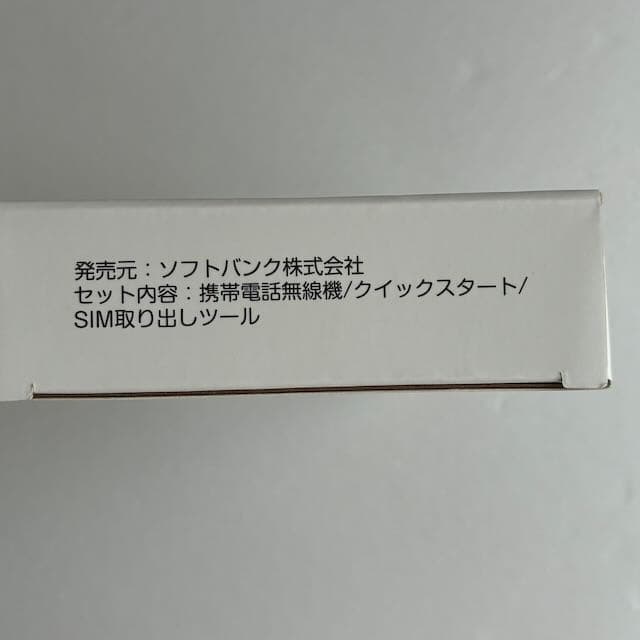 発売元：ソフトバンク株式会社
セット内容：携帯電話無線機/クイックスタート/
SIM取り出しツール